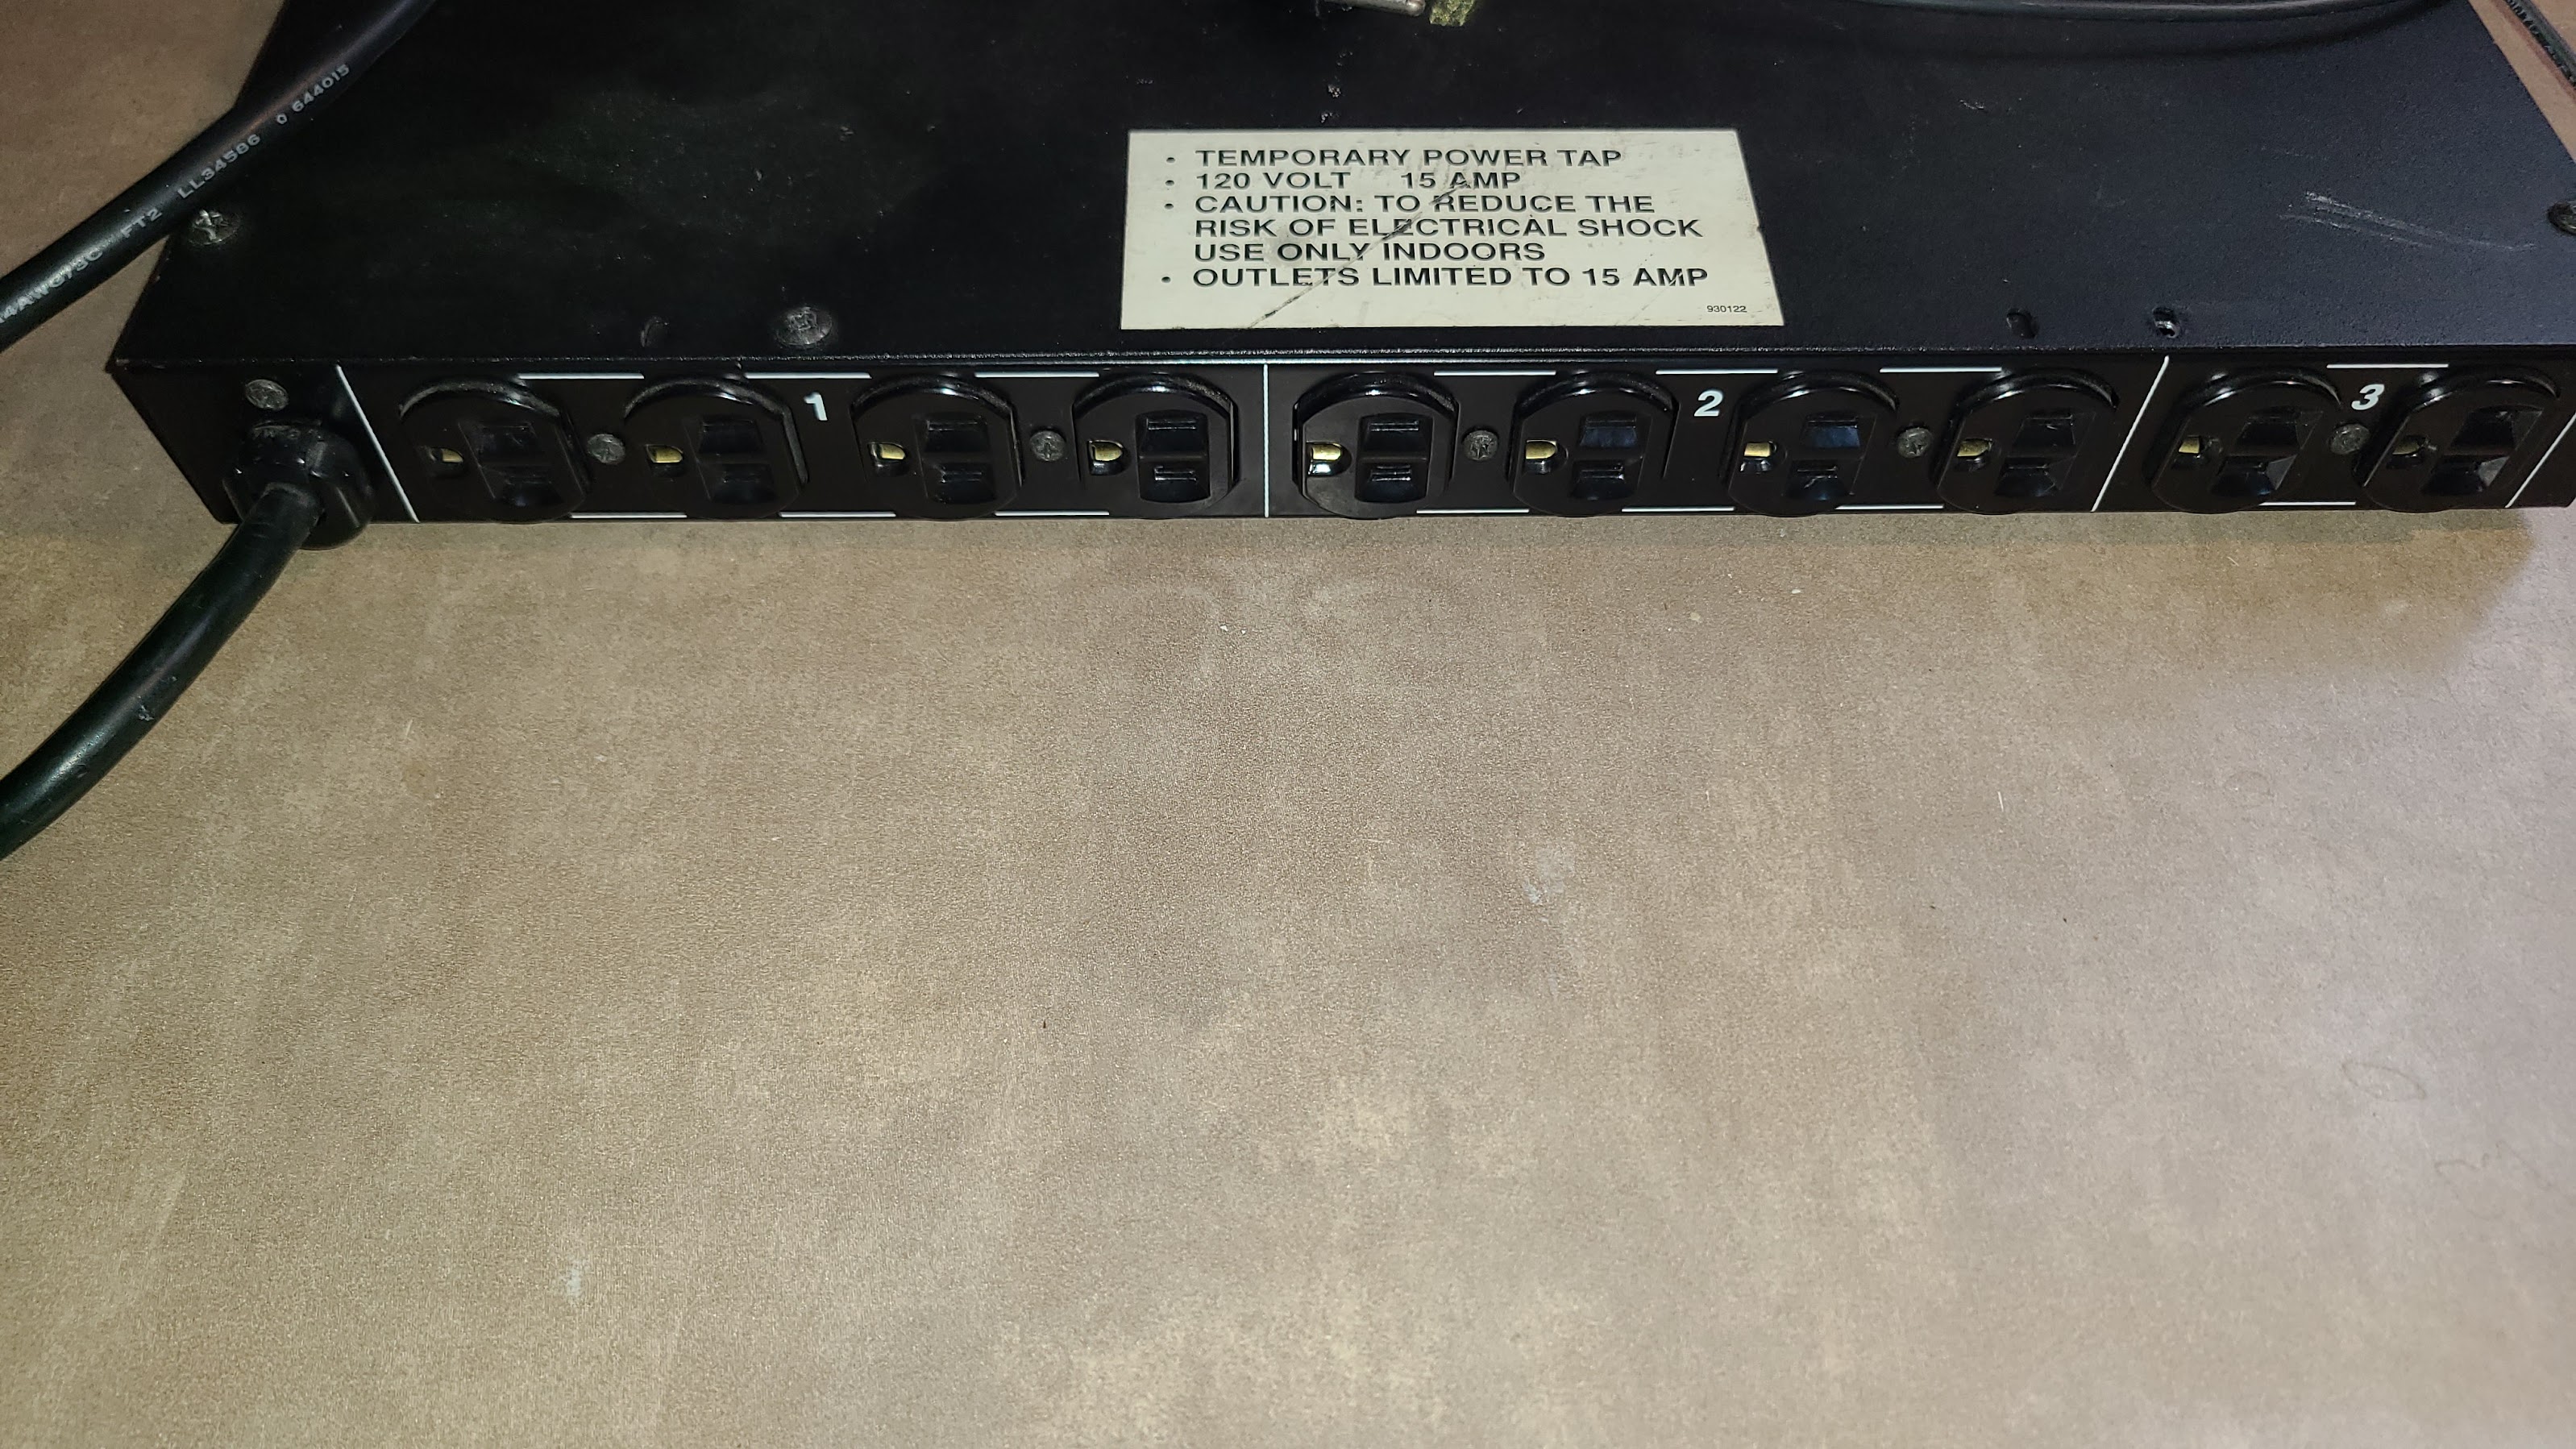 0 644015
LL34586
FT2
• TEMPORARY POWER TAP
• 120 VOLT 15 AMP
• CAUTION: TO REDUCE THE
RISK OF ELECTRICAL SHOCK
USE ONLY INDOORS
• OUTLETS LIMITED TO 15 AMP
930122
1
2
3